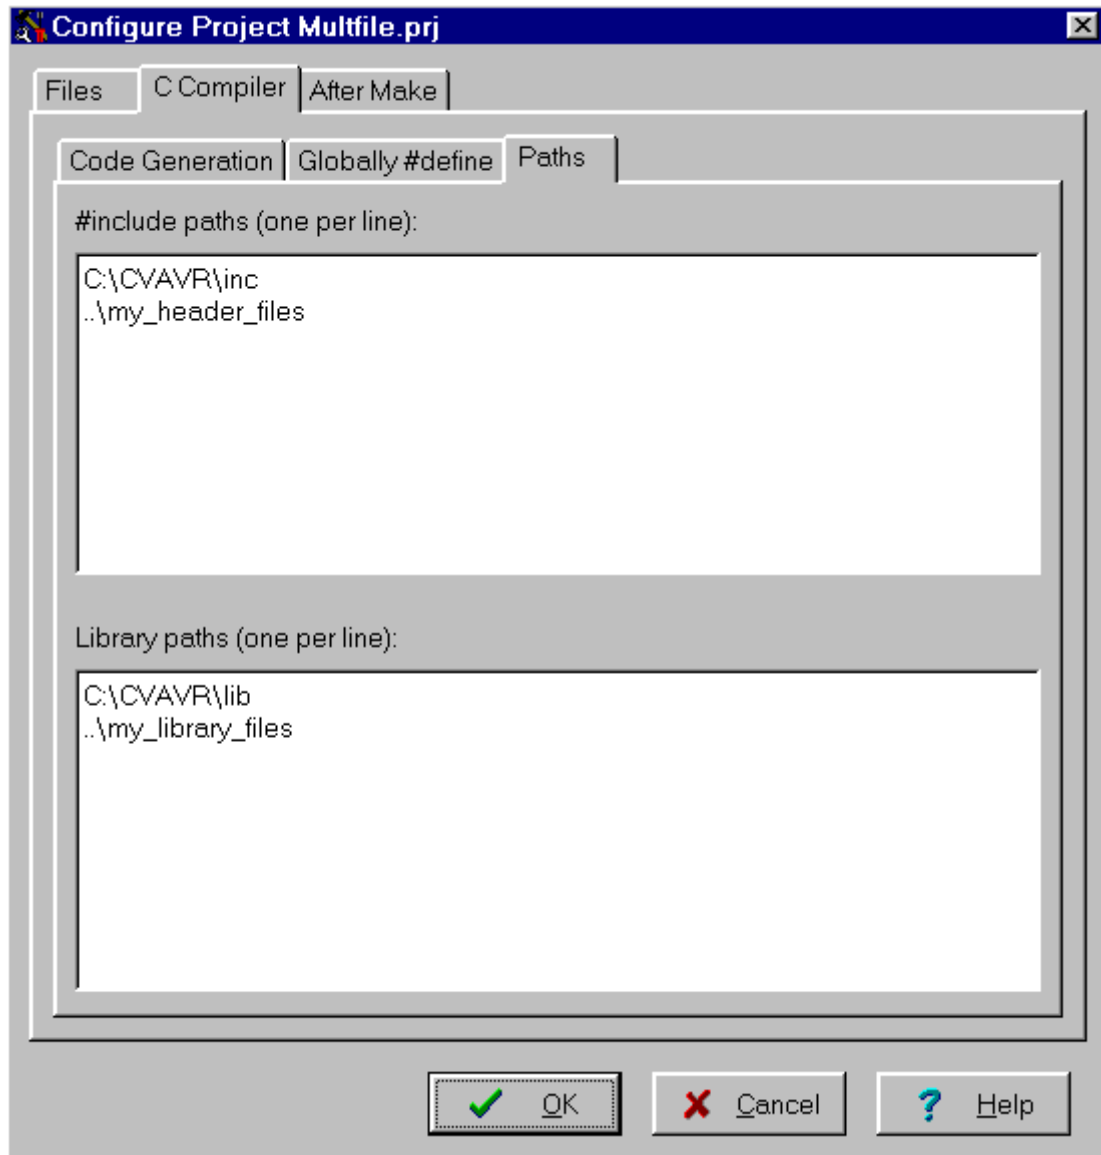 Configure Project Multfile.prj
Files C Compiler After Make
Code Generation Globally #define Paths
#include paths (one per line):
C:\CVAVR\inc
..\my_header_files
Library paths (one per line):
C:\CVAVR\lib
..\my_library_files
OK Cancel Help